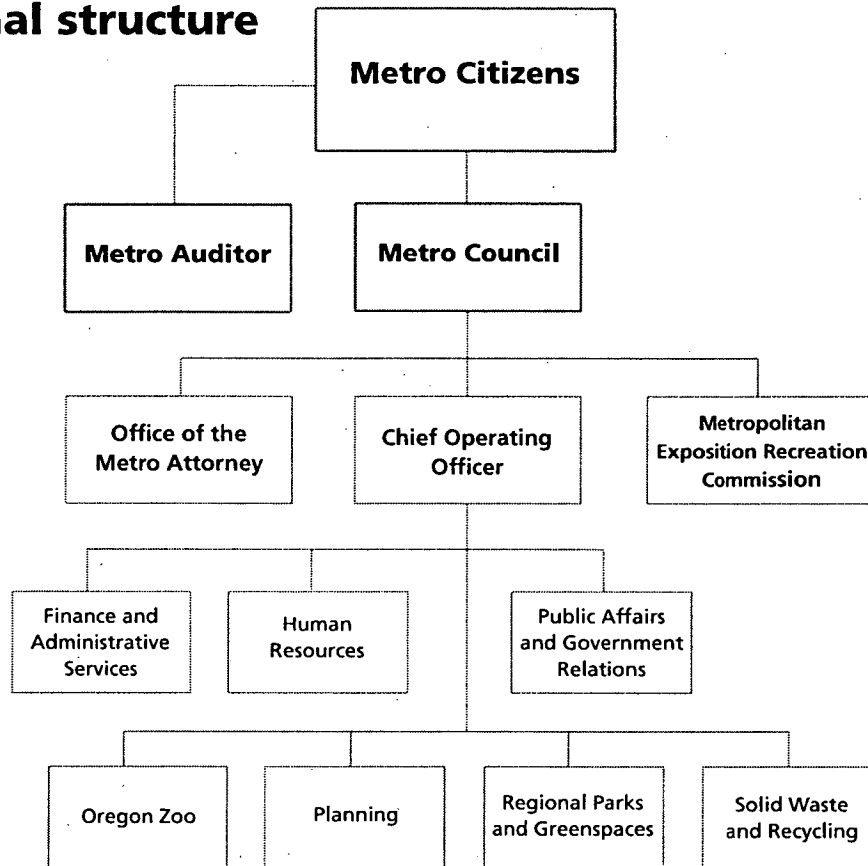 al structure
Metro Citizens
Metro Auditor
Metro Council
Office of the
Metro Attorney
Chief Operating
Officer
Metropolitan
Exposition Recreation
Commission
Finance and
Administrative
Services
Human
Resources
Public Affairs
and Government
Relations
Oregon Zoo
Planning
Regional Parks
and Greenspaces
Solid Waste
and Recycling